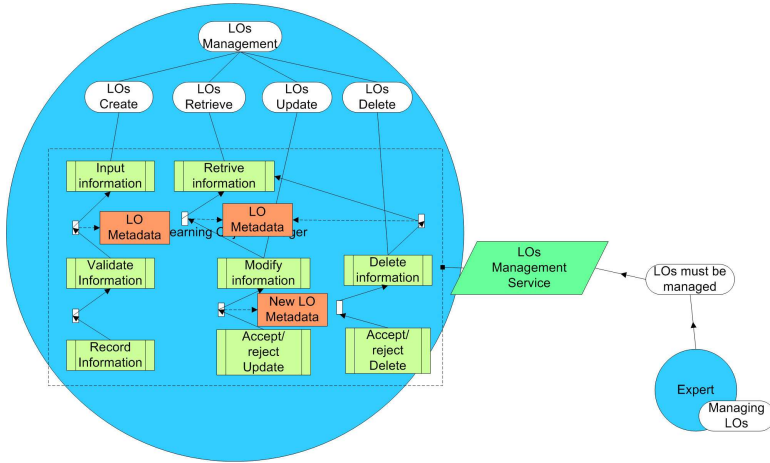 LOs
Management
LOs
Create
LOs
Retrieve
LOs
Update
LOs
Delete
Input
information
Retrive
information
LO
Metadata
LO
Metadata
earning O
ger
Validate
Information
Modify
information
Delete
information
New LO
Metadata
Record
Information
Accept/
reject
Update
Accept/
reject
Delete
LOs
Management
Service
LOs must be
managed
Expert
Managing
LOs